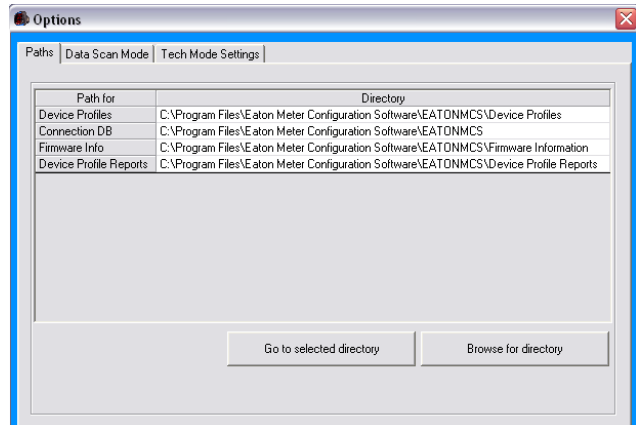 Options
Paths Data Scan Mode Tech Mode Settings
Path for Directory
Device Profiles C:\Program Files\Eaton Meter Configuration Software\EATONMCS\Device Profiles
Connection DB C:\Program Files\Eaton Meter Configuration Software\EATONMCS
Firmware Info C:\Program Files\Eaton Meter Configuration Software\EATONMCS\Firmware Information
Device Profile Reports C:\Program Files\Eaton Meter Configuration Software\EATONMCS\Device Profile Reports
Go to selected directory Browse for directory